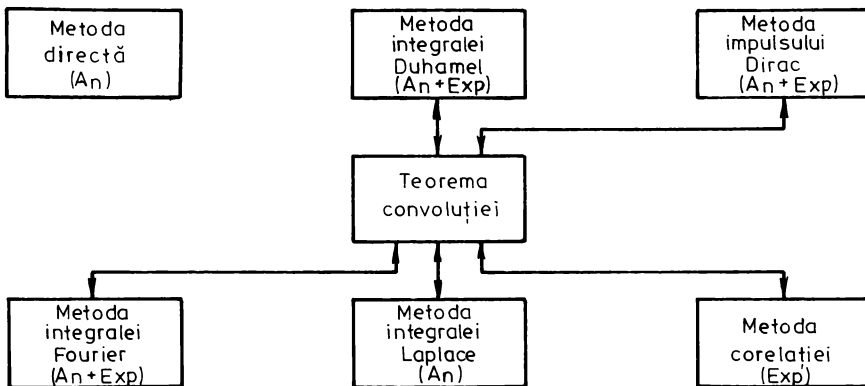 Metoda
directă
(An)
Metoda
integralei
Duhamel
(An+Exp)
Metoda
impulsului
Dirac
(An+Exp)
Teorema
convoluției
Metoda
integralei
Fourier
(An+Exp)
Metoda
integralei
Laplace
(An)
Metoda
corelației
(Exp)